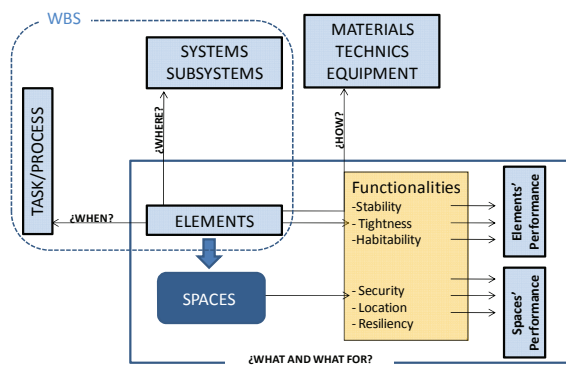 WBS
SYSTEMS
SUBSYSTEMS
MATERIALS
TECHNICS
EQUIPMENT
TASK/PROCESS
¿WHERE?
¿HOW?
¿WHEN?
ELEMENTS
SPACES
Functionalities
-Stability
- Tightness
-Habitability
- Security
- Location
- Resiliency
Elements'
Performance
Spaces'
Performance
¿WHAT AND WHAT FOR?